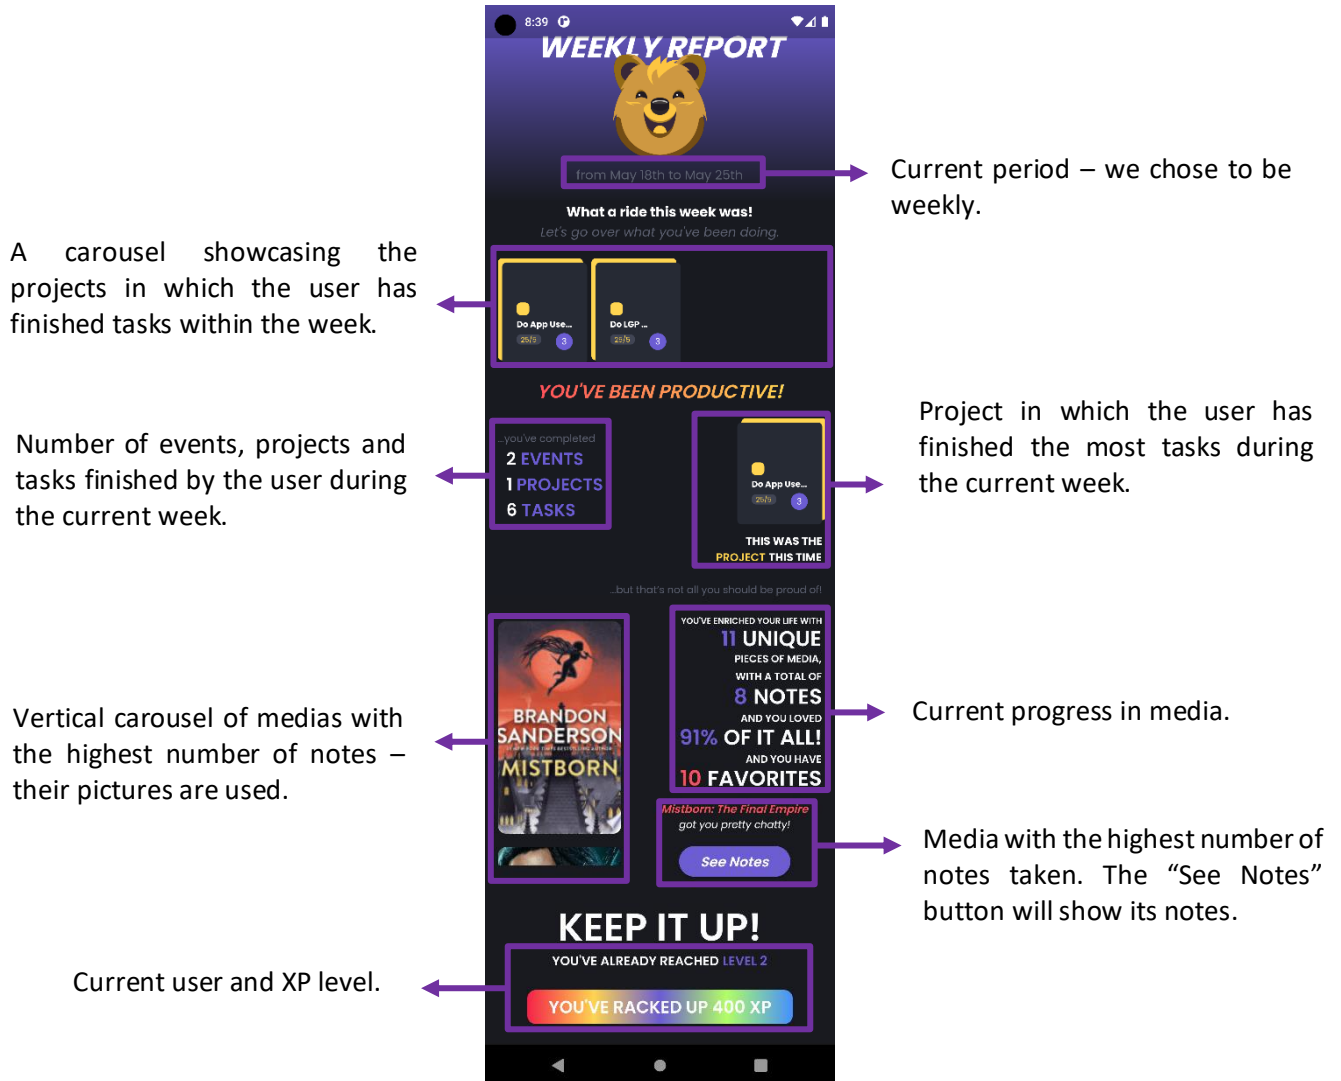 8:39
WEEKLY REPORT
from May 18th to May 25th
Current period – we chose to be
weekly.
What a ride this week was!
Let's go over what you've been doing.
A carousel showcasing the
projects in which the user has
finished tasks within the week.
Do App Use...
25/5
3
Do LGP ...
25/5
3
YOU'VE BEEN PRODUCTIVE!
Number of events, projects and
tasks finished by the user during
the current week.
...you've completed
2 EVENTS
1 PROJECTS
6 TASKS
Do App Use...
25/5
3
THIS WAS THE
PROJECT THIS TIME
Project in which the user has
finished the most tasks during
the current week.
...but that's not all you should be proud of!
Vertical carousel of medias with
the highest number of notes –
their pictures are used.
BRANDON
SANDERSON
MISTBORN
YOU'VE ENRICHED YOUR LIFE WITH
11 UNIQUE
PIECES OF MEDIA,
WITH A TOTAL OF
8 NOTES
AND YOU LOVED
91% OF IT ALL!
AND YOU HAVE
10 FAVORITES
Current progress in media.
Mistborn: The Final Empire
got you pretty chatty!
See Notes
Media with the highest number of
notes taken. The “See Notes”
button will show its notes.
KEEP IT UP!
YOU'VE ALREADY REACHED LEVEL 2
YOU'VE RACKED UP 400 XP
Current user and XP level.